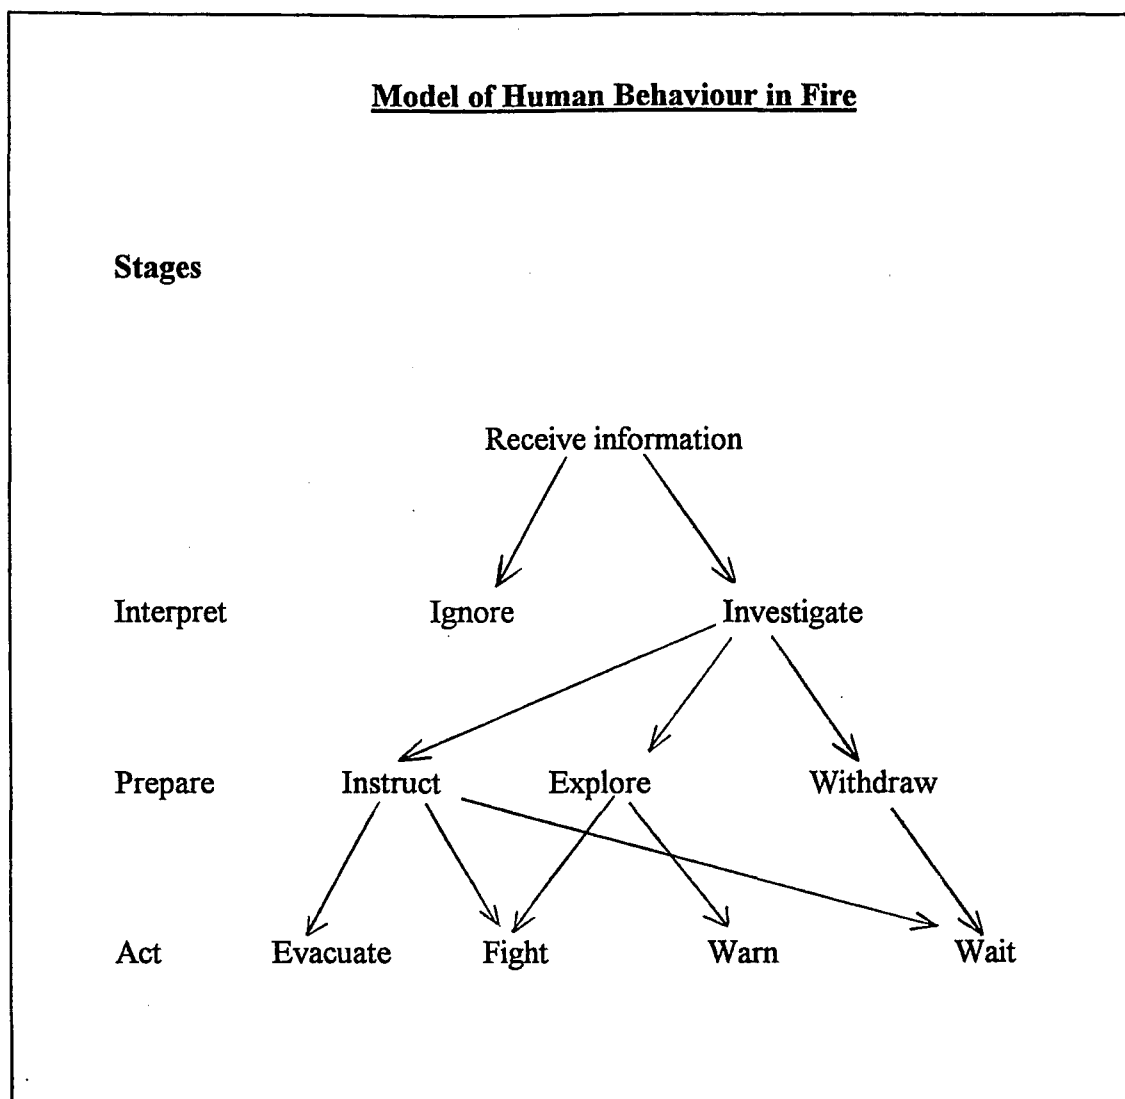 Model of Human Behaviour in Fire
Stages
Receive information
Interpret Ignore Investigate
Prepare Instruct Explore Withdraw
Act Evacuate Fight Warn Wait